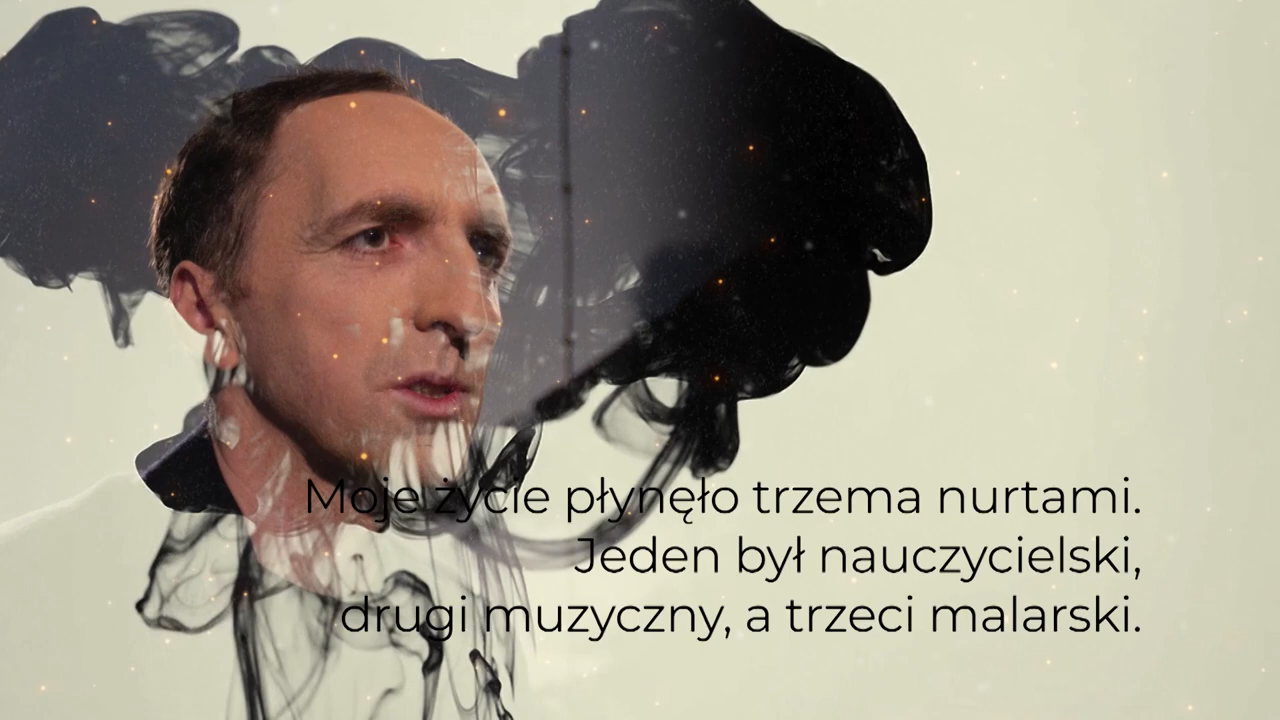 Moje życie płynęło trzema nurtami.
Jeden był nauczycielski,
drugi muzyczny, a trzeci malarski.